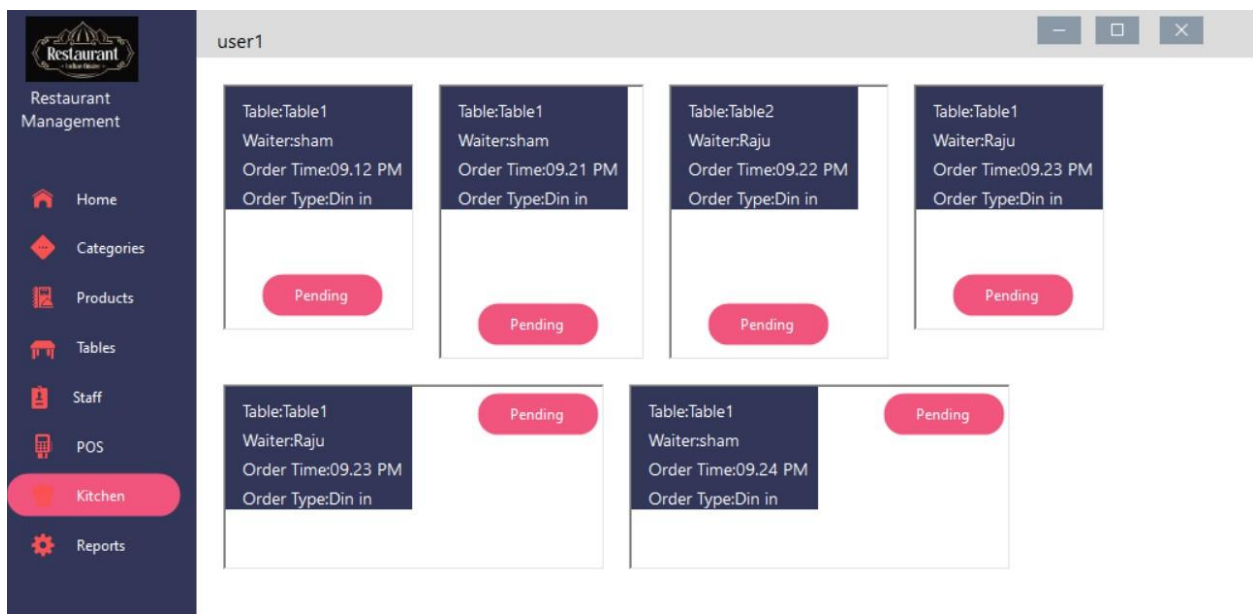 Restaurant
Restaurant
Management
Home
Categories
Products
Tables
Staff
POS
Kitchen
Reports
user1
Table:Table1
Waiter:sham
Order Time:09.12 PM
Order Type:Din in
Pending
Table:Table1
Waiter:sham
Order Time:09.21 PM
Order Type:Din in
Pending
Table:Table2
Waiter:Raju
Order Time:09.22 PM
Order Type:Din in
Pending
Table:Table1
Waiter:Raju
Order Time:09.23 PM
Order Type:Din in
Pending
Table:Table1
Waiter:Raju
Order Time:09.23 PM
Order Type:Din in
Pending
Table:Table1
Waiter:sham
Order Time:09.24 PM
Order Type:Din in
Pending